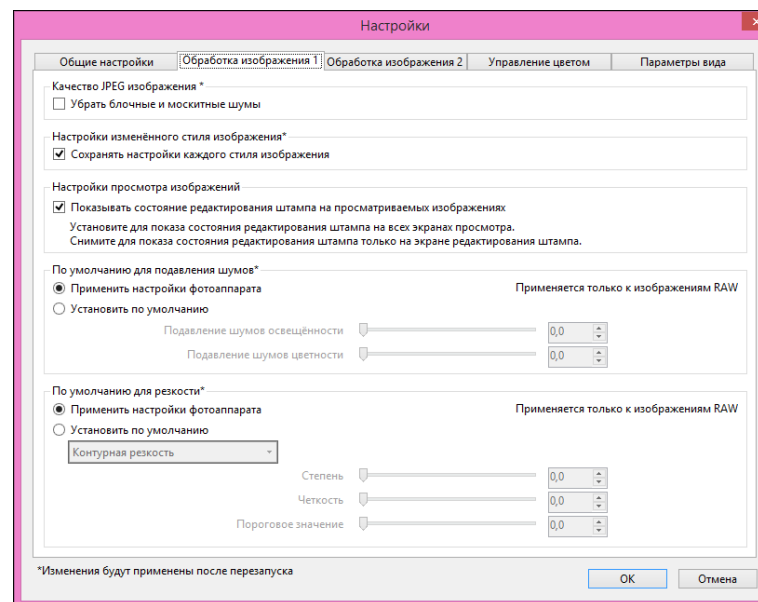 Настройки
Общие настройки
Обработка изображения 1
Обработка изображения 2
Управление цветом
Параметры вида
Качество JPEG изображения *
Убрать блочные и москитные шумы
Настройки изменённого стиля изображения*
Сохранять настройки каждого стиля изображения
Настройки просмотра изображений
Показывать состояние редактирования штампа на просматриваемых изображениях
Установите для показа состояния редактирования штампа на всех экранах просмотра.
Снимите для показа состояния редактирования штампа только на экране редактирования штампа.
По умолчанию для подавления шумов*
Применить настройки фотоаппарата
Применяется только к изображениям RAW
Установить по умолчанию
Подавление шумов освещённости 0,0
Подавление шумов цветности 0,0
По умолчанию для резкости*
Применить настройки фотоаппарата
Применяется только к изображениям RAW
Установить по умолчанию
Контурная резкость
Степень 0,0
Четкость 0,0
Пороговое значение 0,0
*Изменения будут применены после перезапуска
OK
Отмена